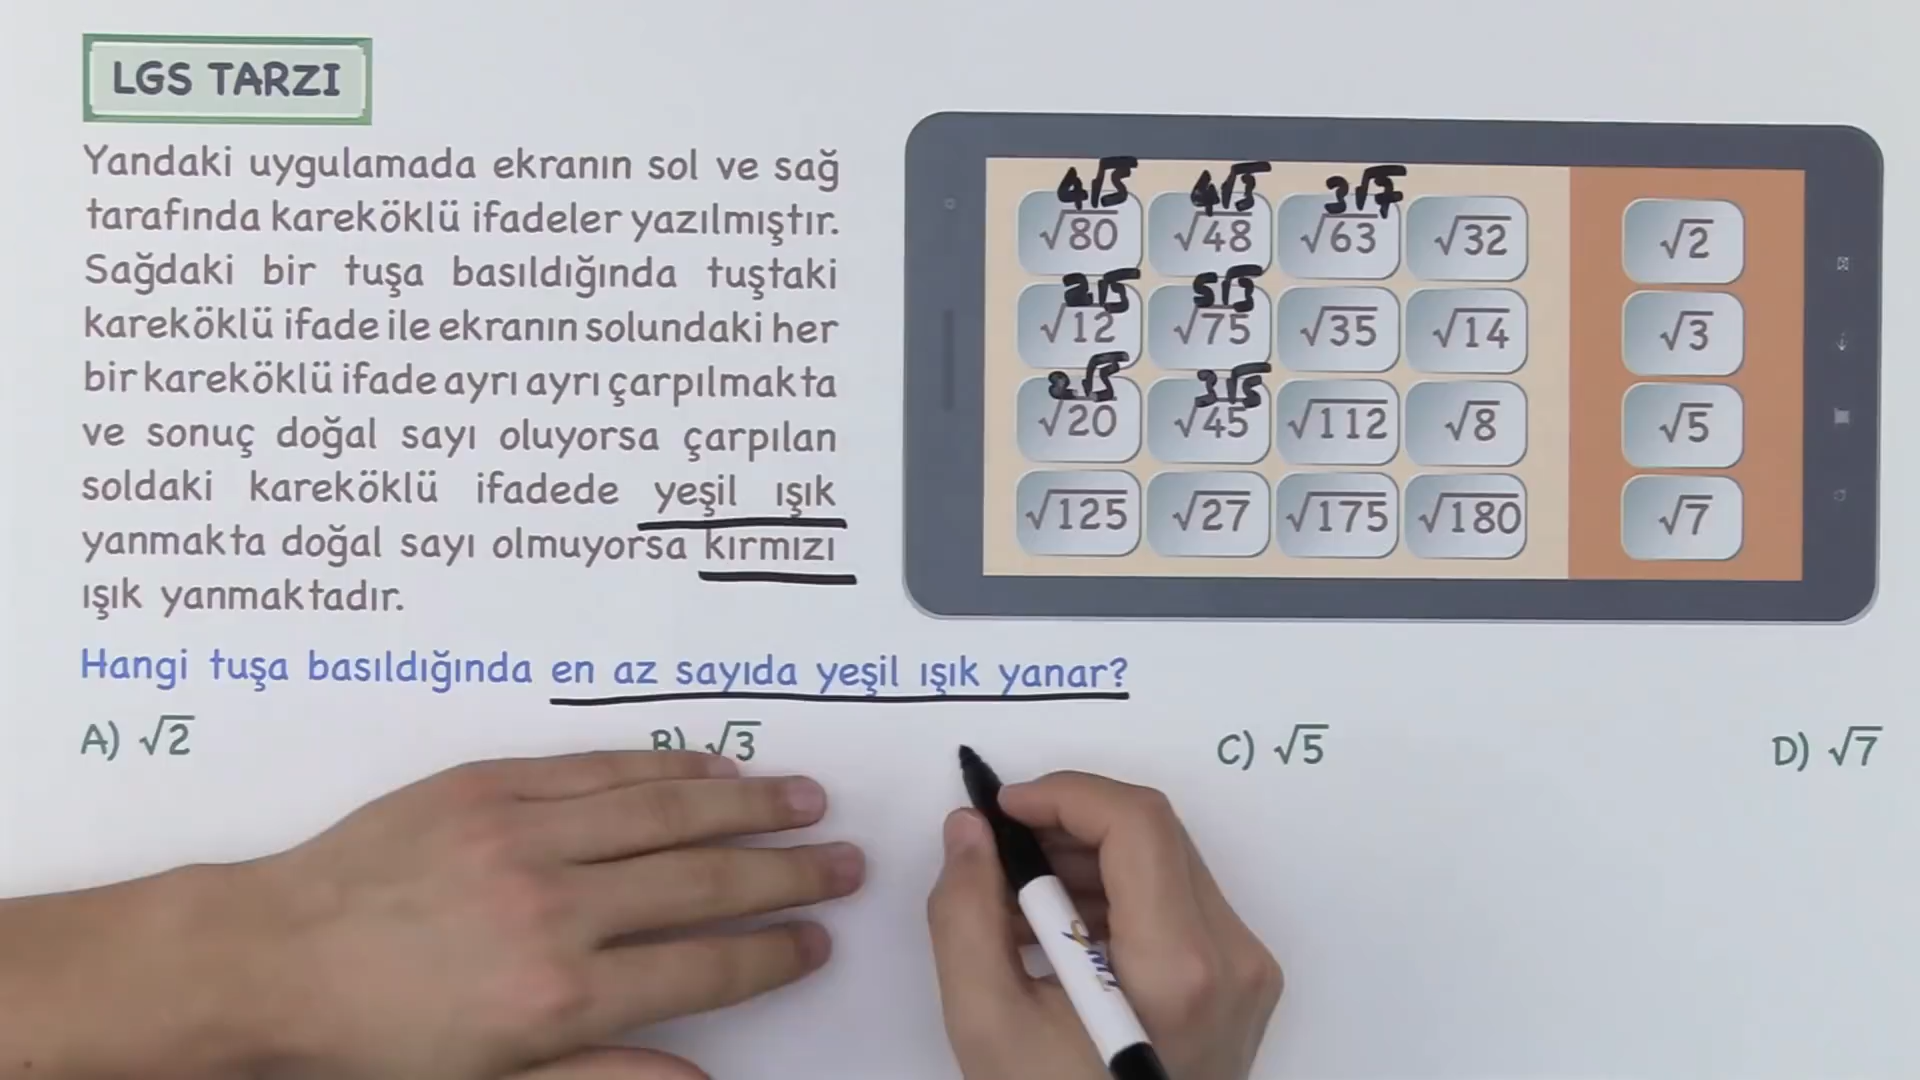 LGS TARZI
Yandaki uygulamada ekranın sol ve sağ
tarafında kareköklü ifadeler yazılmıştır.
Sağdaki bir tuşa basıldığında tuştaki
kareköklü ifade ile ekranın solundaki her
bir kareköklü ifade ayrı ayrı çarpılmakta
ve sonuç doğal sayı oluyorsa çarpılan
soldaki kareköklü ifadede yeşil ışık
yanmakta doğal sayı olmuyorsa kırmızı
ışık yanmaktadır.
4√5 4√3 3√7
√80 √48 √63 √32 √2
5√3
√12 √75 √35 √14 √3
2√5 3√5
√20 √45 √112 √8 √5
√125 √27 √175 √180 √7
Hangi tuşa basıldığında en az sayıda yeşil ışık yanar?
A) √2 B) √3 C) √5 D) √7